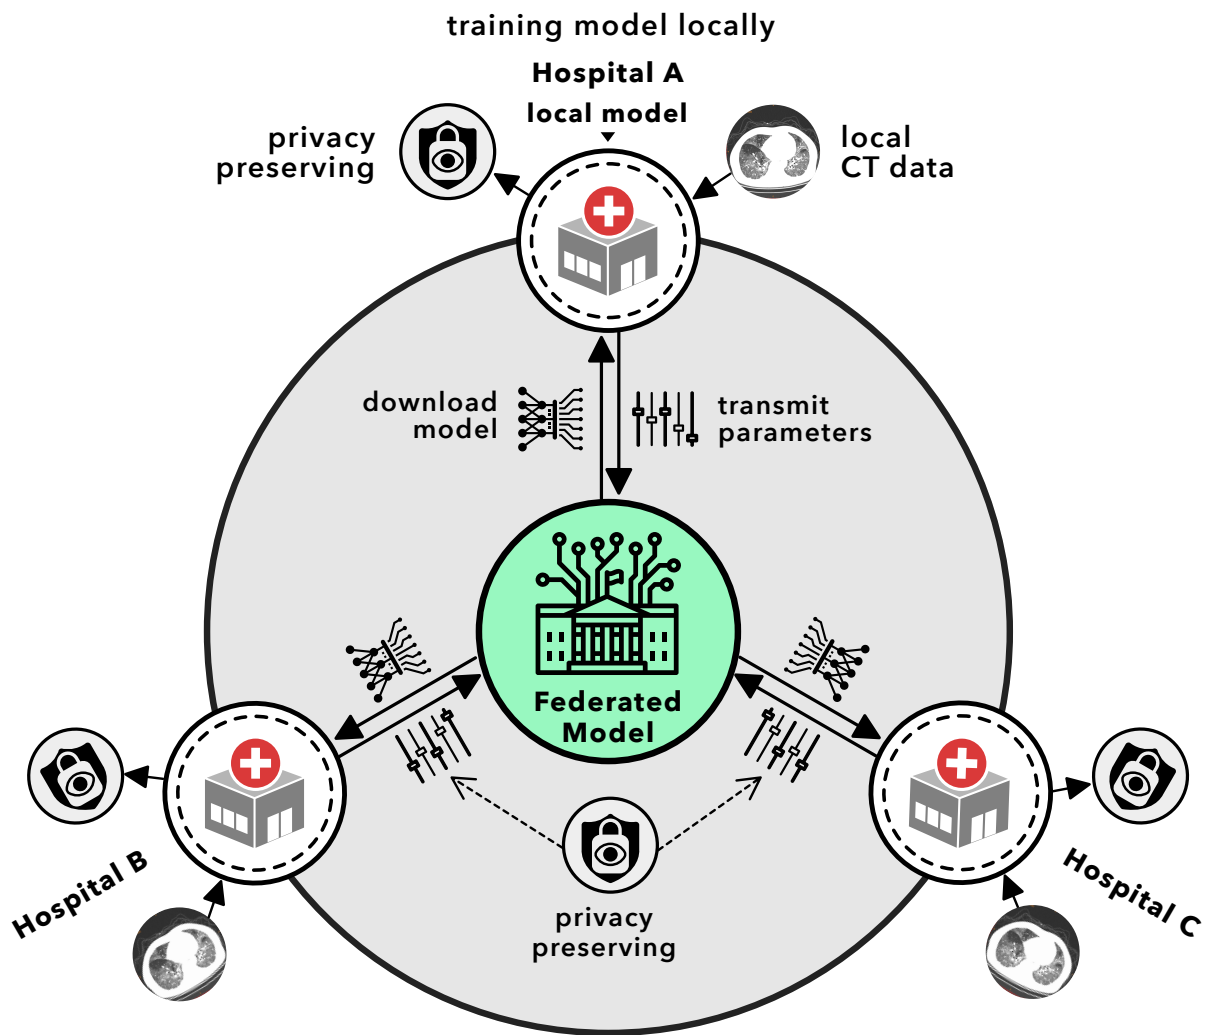 training model locally
Hospital A
local model
privacy
preserving
local
CT data
download
model
transmit
parameters
Federated
Model
Hospital B
Hospital C
privacy
preserving